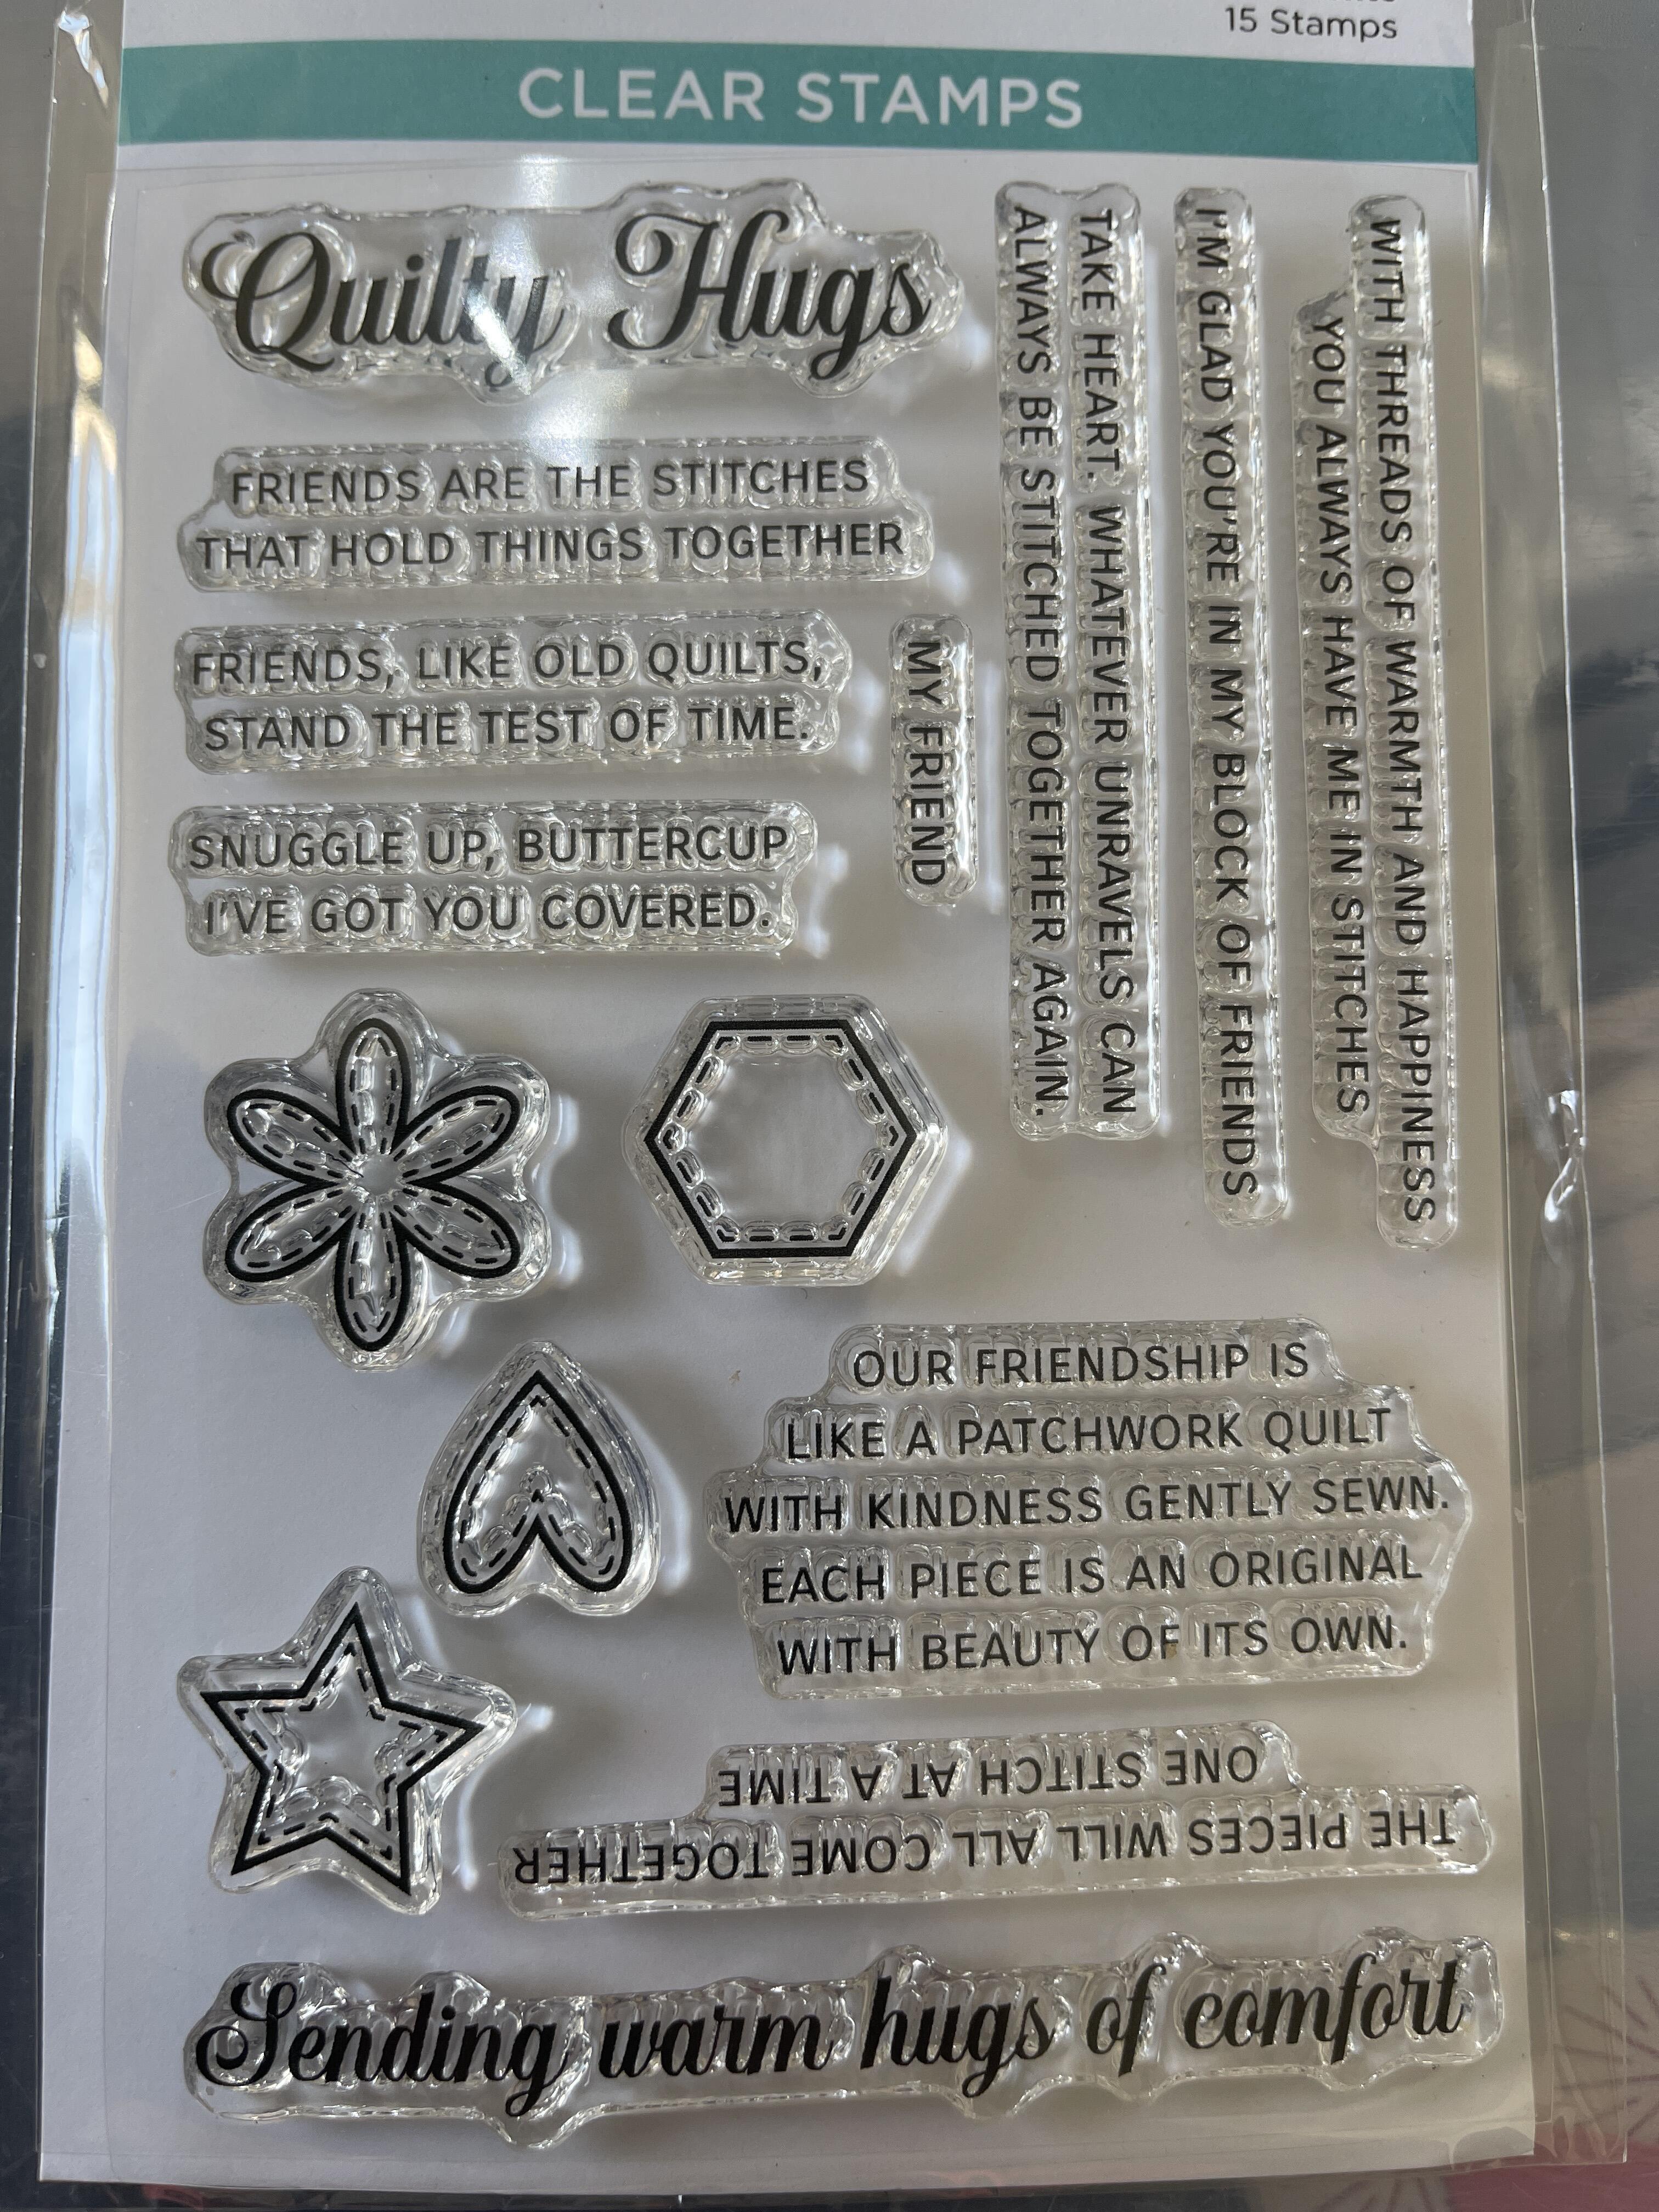 15 Stamps
CLEAR STAMPS
Quilty Hugs
FRIENDS ARE THE STITCHES
THAT HOLD THINGS TOGETHER
FRIENDS, LIKE OLD QUILTS,
STAND THE TEST OF TIME.
SNUGGLE UP, BUTTERCUP
I'VE GOT YOU COVERED.
MY FRIEND
TAKE HEART. WHATEVER UNRAVELS CAN
ALWAYS BE STITCHED TOGETHER AGAIN.
I'M GLAD YOU'RE IN MY BLOCK OF FRIENDS
WITH THREADS OF WARMTH AND HAPPINESS
YOU ALWAYS HAVE ME IN STITCHES
OUR FRIENDSHIP IS
LIKE A PATCHWORK QUILT
WITH KINDNESS GENTLY SEWN.
EACH PIECE IS AN ORIGINAL
WITH BEAUTY OF ITS OWN.
THE PIECES WILL ALL COME TOGETHER
ONE STITCH AT A TIME
Sending warm hugs of comfort